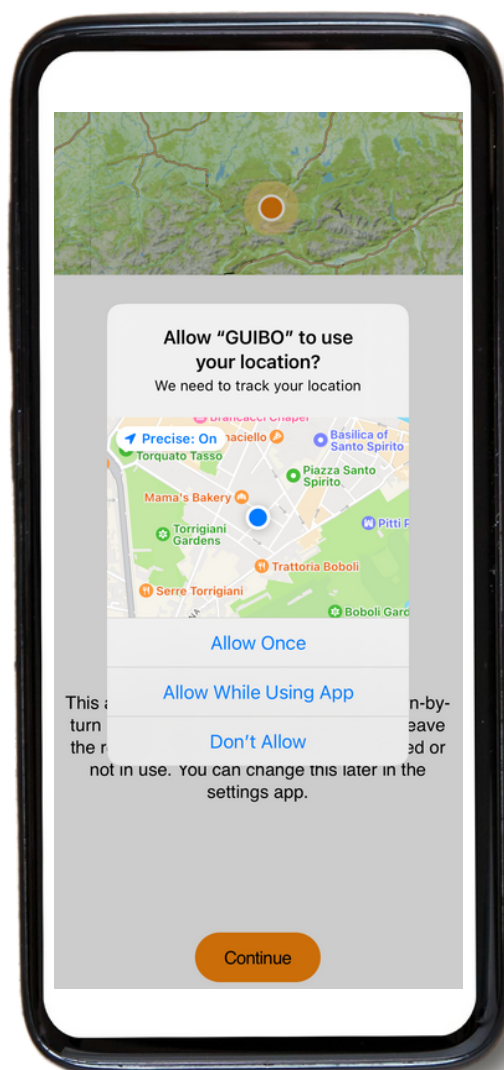 Allow “GUIBO” to use
your location?
We need to track your location
Brancacci Chapel
Precise: On
naciello
Basilica of
Santo Spirito
Torquato Tasso
Piazza Santo
Spirito
Mama's Bakery
Torrigiani
Gardens
Pitti P
Trattoria Boboli
Serre Torrigiani
NA
Boboli Gard
Allow Once
Allow While Using App
Don’t Allow
This a n-by-
turn eave
the r ed or
not in use. You can change this later in the
settings app.
Continue